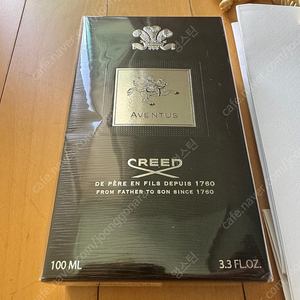 AVENTUS
CREED
DE PÈRE EN FILS DEPUIS 1760
FROM FATHER TO SON SINCE 1760
100 ML
3.3 FL.OZ.